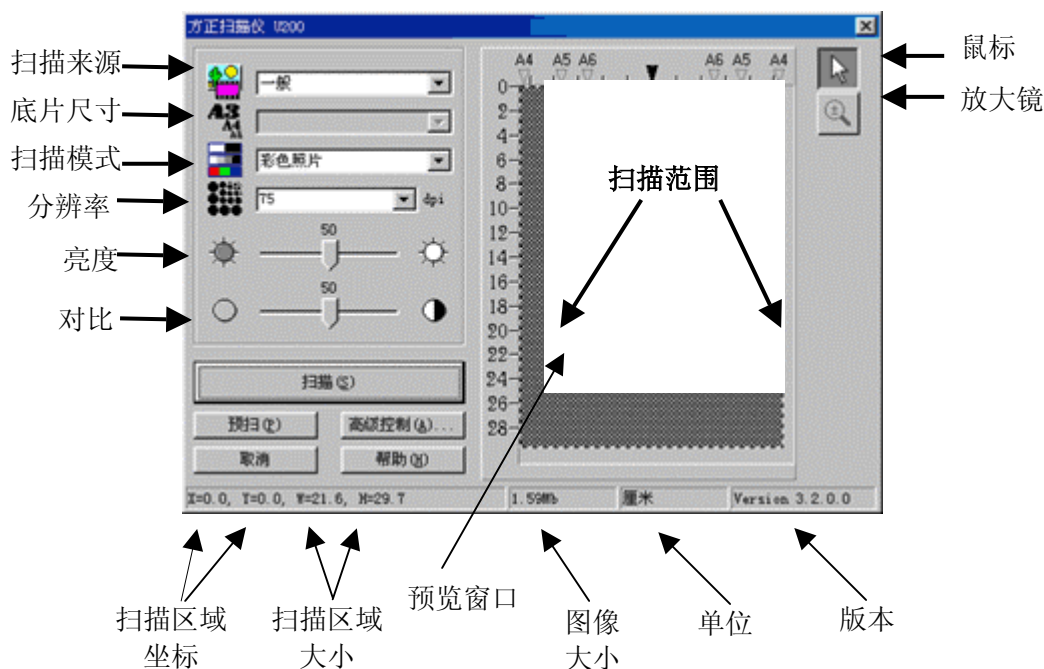 方正扫描仪 U200
扫描来源
一般
底片尺寸
A3
A4
扫描模式
彩色照片
分辨率
75
dpi
亮度
50
对比
50
扫描(S)
预扫(P)
高级控制(A)...
取消
帮助(H)
A4 A5 A6 A6 A5 A4
0
2
4
6
8
10
12
14
16
18
20
22
24
26
28
扫描范围
鼠标
放大镜
X=0.0, Y=0.0, W=21.6, H=29.7
1.59Mb
厘米
Version 3.2.0.0
扫描区域
坐标
扫描区域
大小
预览窗口
图像
大小
单位
版本